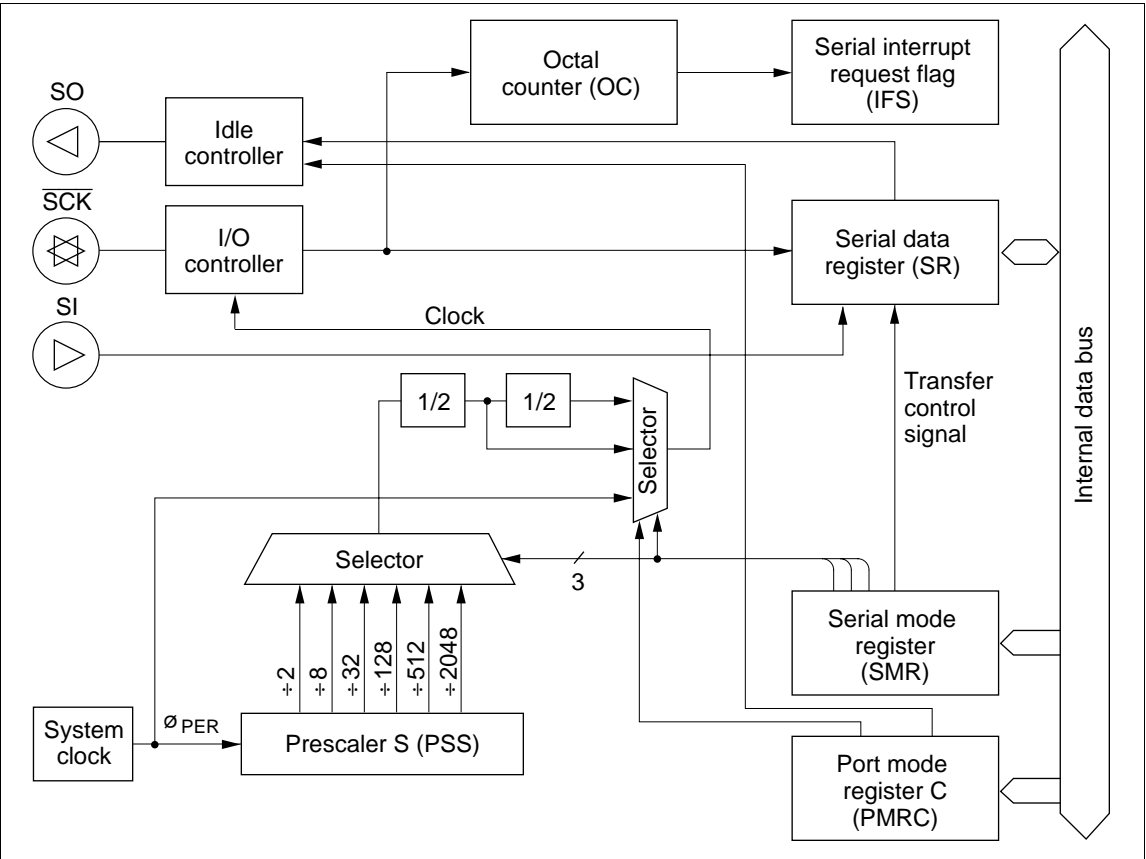 Octal
counter (OC)
Serial interrupt
request flag
(IFS)
SO
Idle
controller
SCK
I/O
controller
Serial data
register (SR)
SI
Clock
Transfer
control
signal
Internal data bus
1/2
1/2
Selector
Selector
3
÷2
÷8
÷32
÷128
÷512
÷2048
Serial mode
register
(SMR)
System
clock
ø PER
Prescaler S (PSS)
Port mode
register C
(PMRC)